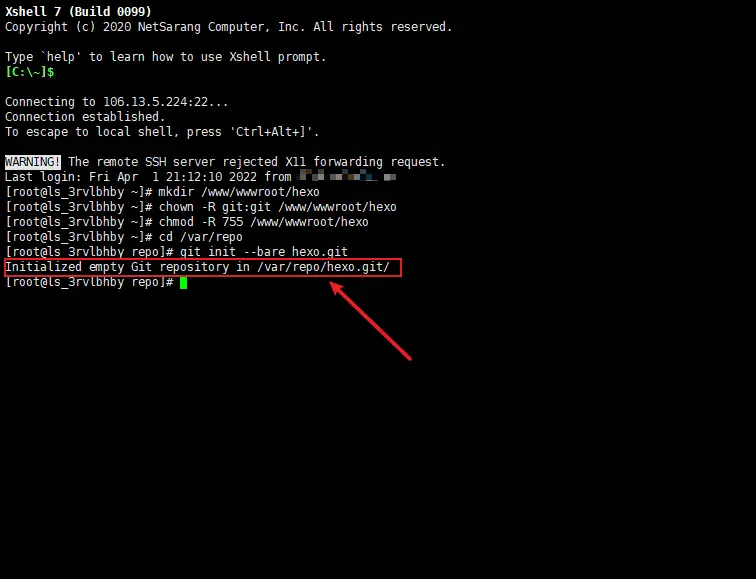 Xshell 7 (Build 0099)
Copyright (c) 2020 NetSarang Computer, Inc. All rights reserved.
Type `help' to learn how to use Xshell prompt.
[C:\~]$
Connecting to 106.13.5.224:22...
Connection established.
To escape to local shell, press 'Ctrl+Alt+]'.
WARNING! The remote SSH server rejected X11 forwarding request.
Last login: Fri Apr  1 21:12:10 2022 from
[root@ls_3rvlbhby ~]# mkdir /www/wwwroot/hexo
[root@ls_3rvlbhby ~]# chown -R git:git /www/wwwroot/hexo
[root@ls_3rvlbhby ~]# chmod -R 755 /www/wwwroot/hexo
[root@ls_3rvlbhby ~]# cd /var/repo
[root@ls_3rvlbhby repo]# git init --bare hexo.git
Initialized empty Git repository in /var/repo/hexo.git/
[root@ls_3rvlbhby repo]#